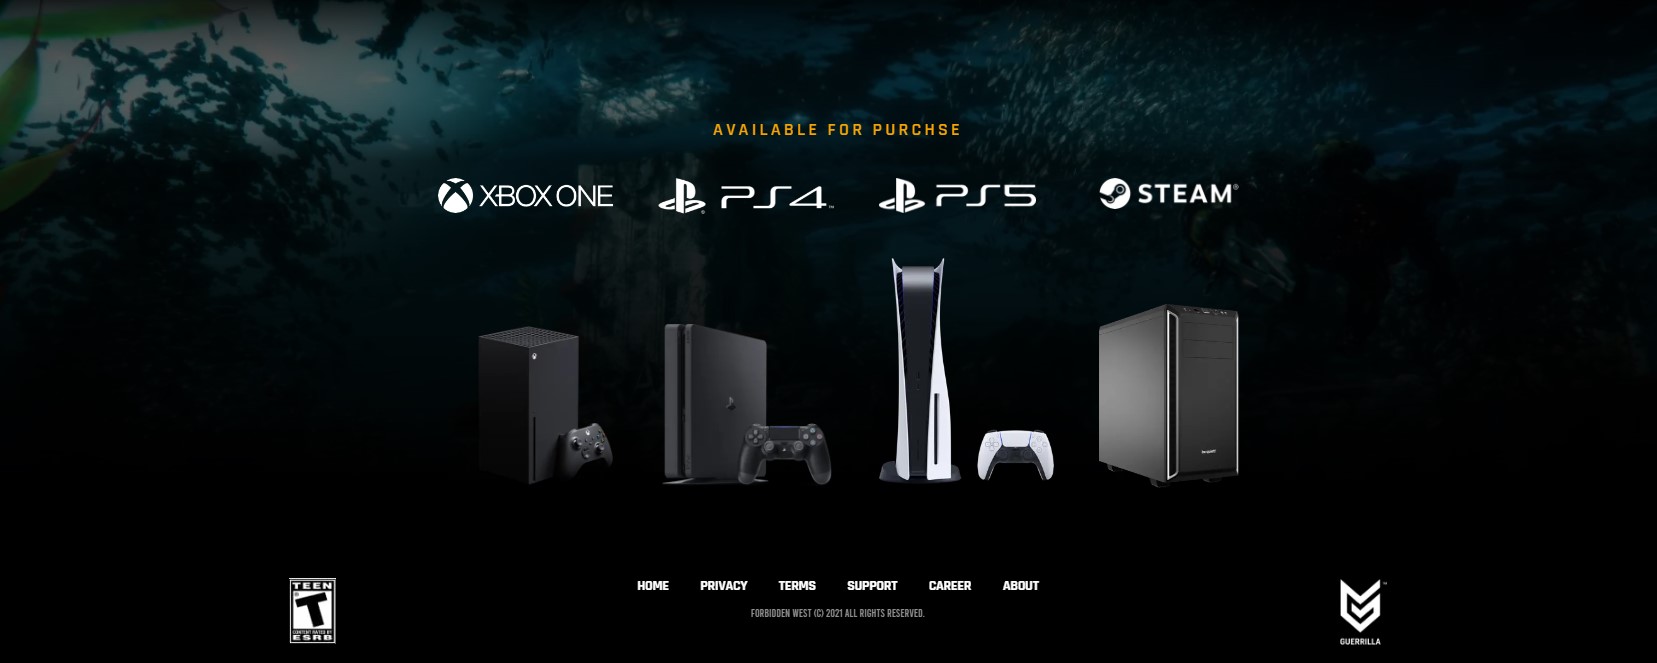 AVAILABLE FOR PURCHSE
XBOX ONE
PS4
PS5
STEAM®
HOME PRIVACY TERMS SUPPORT CAREER ABOUT
FORBIDDEN WEST (C) 2021 ALL RIGHTS RESERVED.
TEEN
T
CONTENT RATED BY
ESRB
GUERRILLA